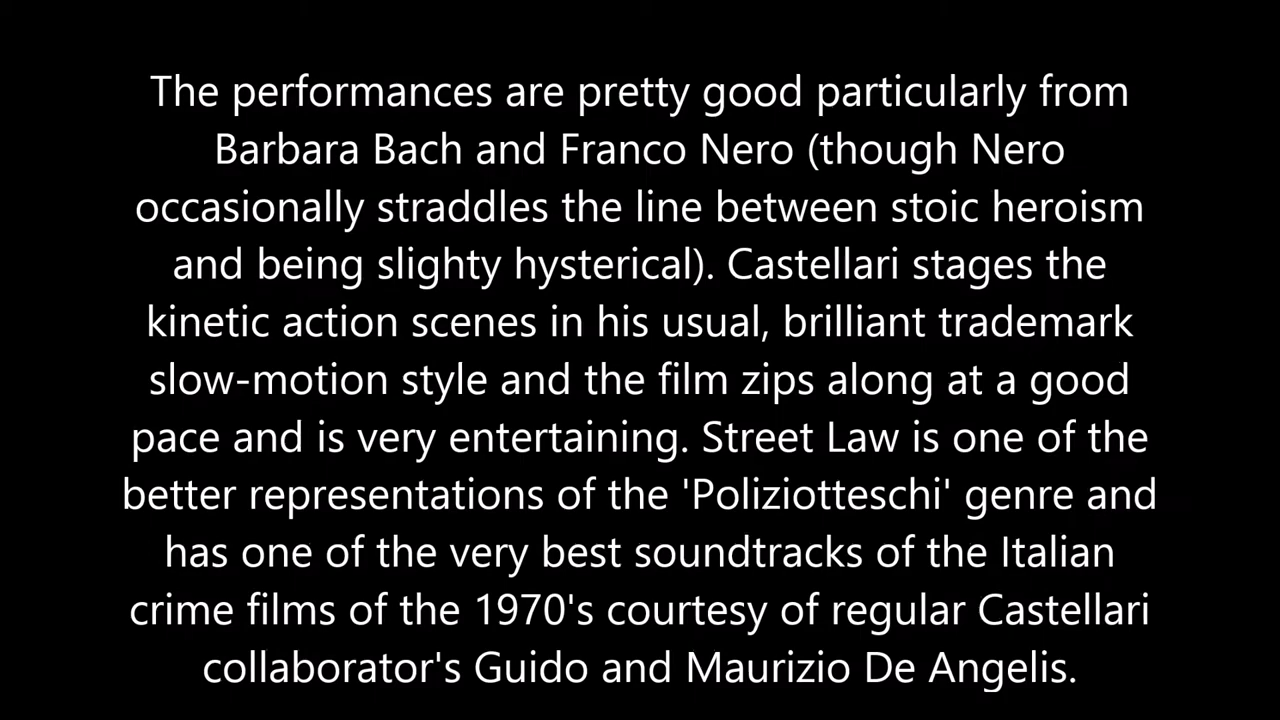 The performances are pretty good particularly from
Barbara Bach and Franco Nero (though Nero
occasionally straddles the line between stoic heroism
and being slighty hysterical). Castellari stages the
kinetic action scenes in his usual, brilliant trademark
slow-motion style and the film zips along at a good
pace and is very entertaining. Street Law is one of the
better representations of the 'Poliziotteschi' genre and
has one of the very best soundtracks of the Italian
crime films of the 1970's courtesy of regular Castellari
collaborator's Guido and Maurizio De Angelis.